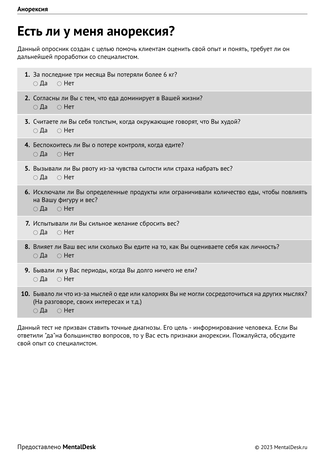 Анорексия
Есть ли у меня анорексия?
Данный опросник создан с целью помочь клиентам оценить свой опыт и понять, требует ли он
дальнейшей проработки со специалистом.
1. За последние три месяца Вы потеряли более 6 кг?
Да Нет
2. Согласны ли Вы с тем, что еда доминирует в Вашей жизни?
Да Нет
3. Считаете ли Вы себя толстым, когда окружающие говорят, что Вы худой?
Да Нет
4. Беспокоитесь ли Вы о потере контроля, когда едите?
Да Нет
5. Вызывали ли Вы рвоту из-за чувства сытости или страха набрать вес?
Да Нет
6. Исключали ли Вы определенные продукты или ограничивали количество еды, чтобы повлиять
на Вашу фигуру и вес?
Да Нет
7. Испытывали ли Вы сильное желание сбросить вес?
Да Нет
8. Влияет ли Ваш вес или сколько Вы едите на то, как Вы оцениваете себя как личность?
Да Нет
9. Бывали ли у Вас периоды, когда Вы долго ничего не ели?
Да Нет
10. Бывало ли что из-за мыслей о еде или калориях Вы не могли сосредоточиться на других мыслях?
(На разговоре, своих интересах и т.д.)
Да Нет
Данный тест не призван ставить точные диагнозы. Его цель - информирование человека. Если Вы
ответили "да"на большинство вопросов, то у Вас есть признаки анорексии. Пожалуйста, обсудите
свой опыт со специалистом.
Предоставлено MentalDesk
© 2023 MentalDesk.ru